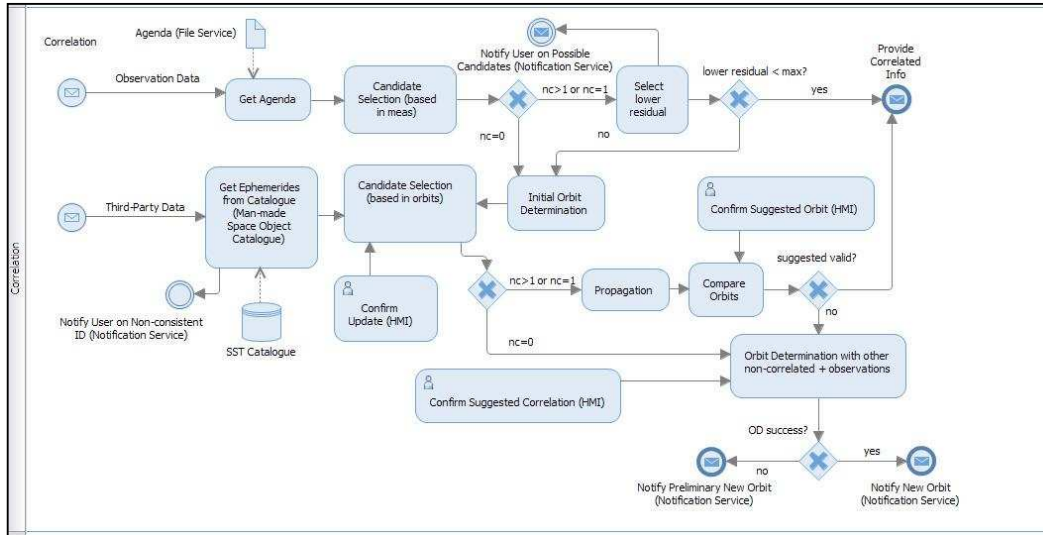 Correlation
Agenda (File Service)
Observation Data
Get Agenda
Candidate
Selection (based
in meas)
nc>1 or nc=1
nc=0
Notify User on Possible
Candidates (Notification Service)
Select
lower
residual
lower residual < max?
yes
no
Provide
Correlated
Info
Third-Party Data
Get Ephemerides
from Catalogue
(Man-made
Space Object
Catalogue)
Candidate Selection
(based in orbits)
Initial Orbit
Determination
Confirm Suggested Orbit (HMI)
Notify User on Non-consistent
ID (Notification Service)
SST Catalogue
Confirm
Update (HMI)
nc>1 or nc=1
nc=0
Propagation
Compare
Orbits
suggested valid?
no
Orbit Determination with other
non-correlated + observations
Confirm Suggested Correlation (HMI)
OD success?
no
yes
Notify Preliminary New Orbit
(Notification Service)
Notify New Orbit
(Notification Service)
Correlation